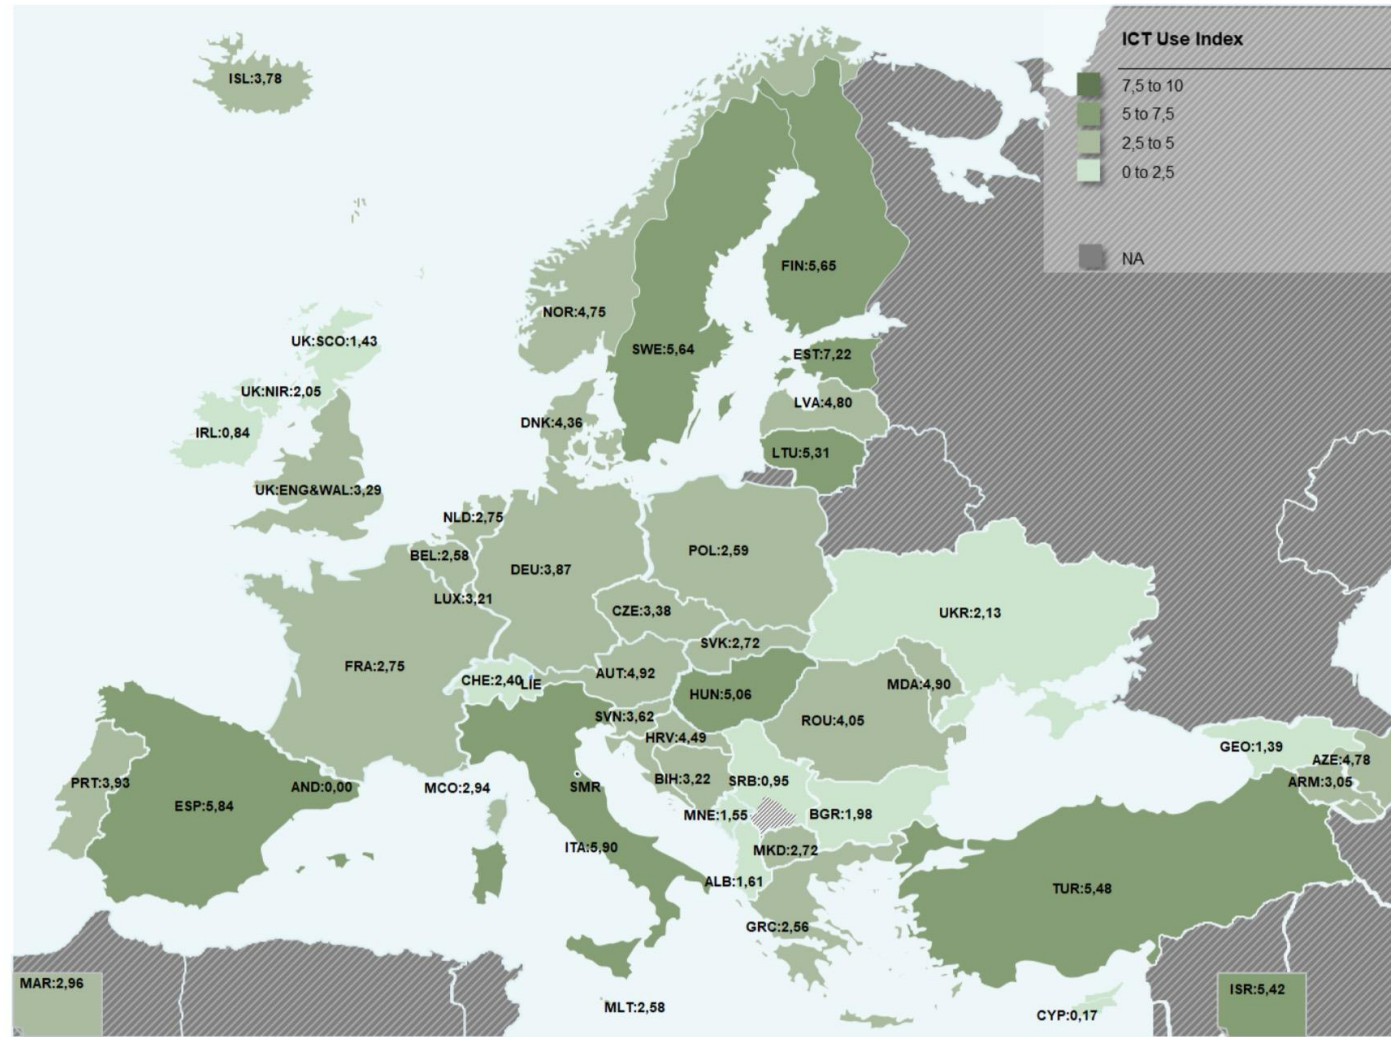 ICT Use Index
7,5 to 10
5 to 7,5
2,5 to 5
0 to 2,5
NA
ISL:3,78
FIN:5,65
NOR:4,75
UK:SCO:1,43
SWE:5,64
EST:7,22
UK:NIR:2,05
LVA:4,80
DNK:4,36
IRL:0,84
LTU:5,31
UK:ENG&WAL:3,29
NLD:2,75
POL:2,59
BEL:2,58
DEU:3,87
LUX:3,21
CZE:3,38
UKR:2,13
SVK:2,72
FRA:2,75
AUT:4,92
CHE:2,40
LIE
MDA:4,90
HUN:5,06
SVN:3,62
ROU:4,05
HRV:4,49
GEO:1,39
AZE:4,78
BIH:3,22
SRB:0,95
PRT:3,93
ARM:3,05
AND:0,00
MCO:2,94
SMR
ESP:5,84
MNE:1,55
BGR:1,98
ITA:5,90
MKD:2,72
ALB:1,61
TUR:5,48
GRC:2,56
MAR:2,96
ISR:5,42
MLT:2,58
CYP:0,17